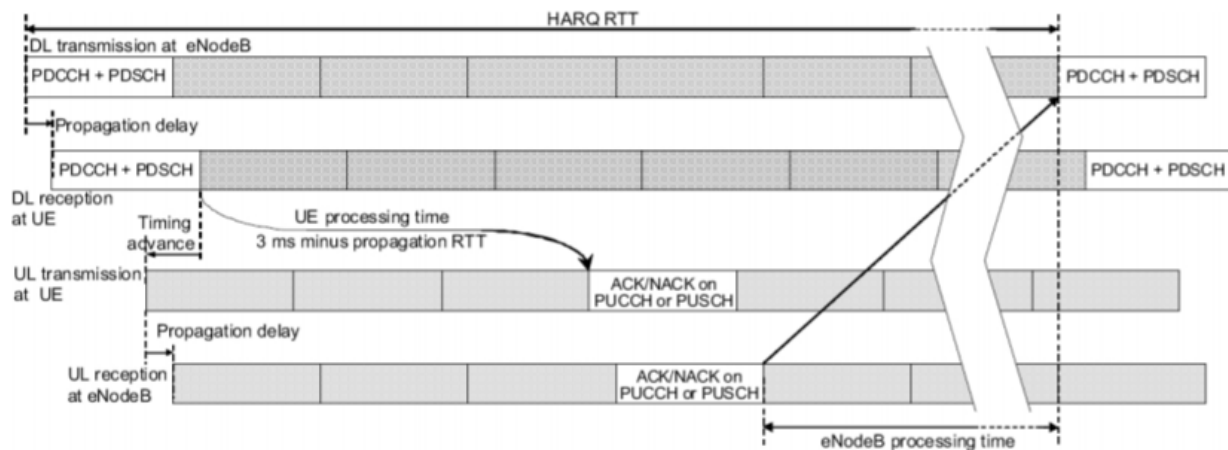 HARQ RTT
DL transmission at eNodeB
PDCCH + PDSCH
PDCCH + PDSCH
Propagation delay
PDCCH + PDSCH
PDCCH + PDSCH
DL reception
at UE
Timing
advance
UE processing time
3 ms minus propagation RTT
UL transmission
at UE
ACK/NACK on
PUCCH or PUSCH
Propagation delay
UL reception
at eNodeB
ACK/NACK on
PUCCH or PUSCH
eNodeB processing time